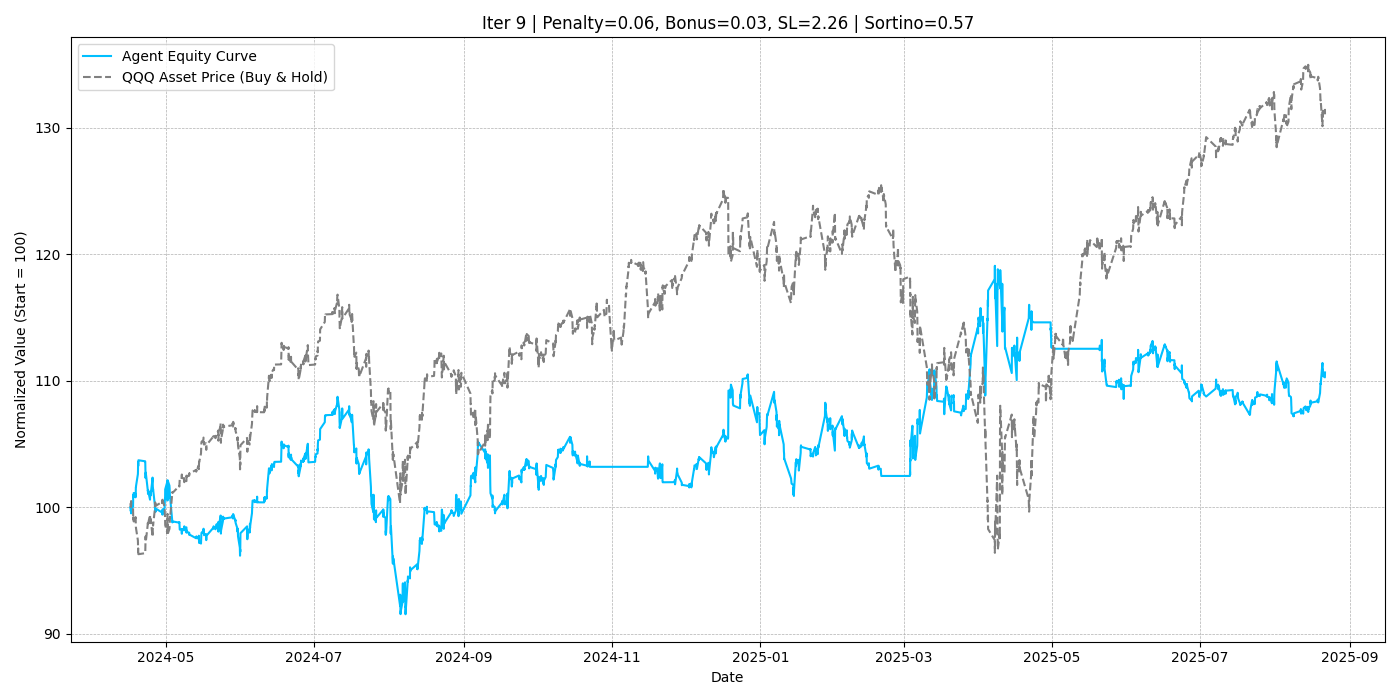 Iter 9 | Penalty=0.06, Bonus=0.03, SL=2.26 | Sortino=0.57
Agent Equity Curve
QQQ Asset Price (Buy & Hold)
Normalized Value (Start = 100)
130
120
110
100
90
2024-05 2024-07 2024-09 2024-11 2025-01 2025-03 2025-05 2025-07 2025-09
Date